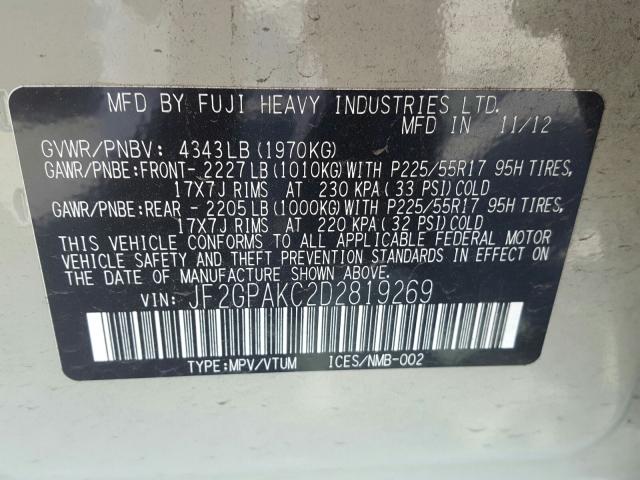 MFD BY FUJI HEAVY INDUSTRIES LTD.
MFD IN 11/12
GVWR/PNBV: 4343LB (1970KG)
GAWR/PNBE:FRONT- 2227 LB (1010KG) WITH P225/55R17 95H TIRES,
17X7J RIMS AT 230 KPA (33 PSI) COLD
GAWR/PNBE:REAR - 2205 LB (1000KG) WITH P225/55R17 95H TIRES,
17X7J RIMS AT 220 KPA (32 PSI) COLD
THIS VEHICLE CONFORMS TO ALL APPLICABLE FEDERAL MOTOR
VEHICLE SAFETY AND THEFT PREVENTION STANDARDS IN EFFECT ON
THE DATE OF MANUFACTURE SHOWN ABOVE.
VIN: JF2GPAKC2D2819269
TYPE:MPV/VTUM ICES/NMB-002